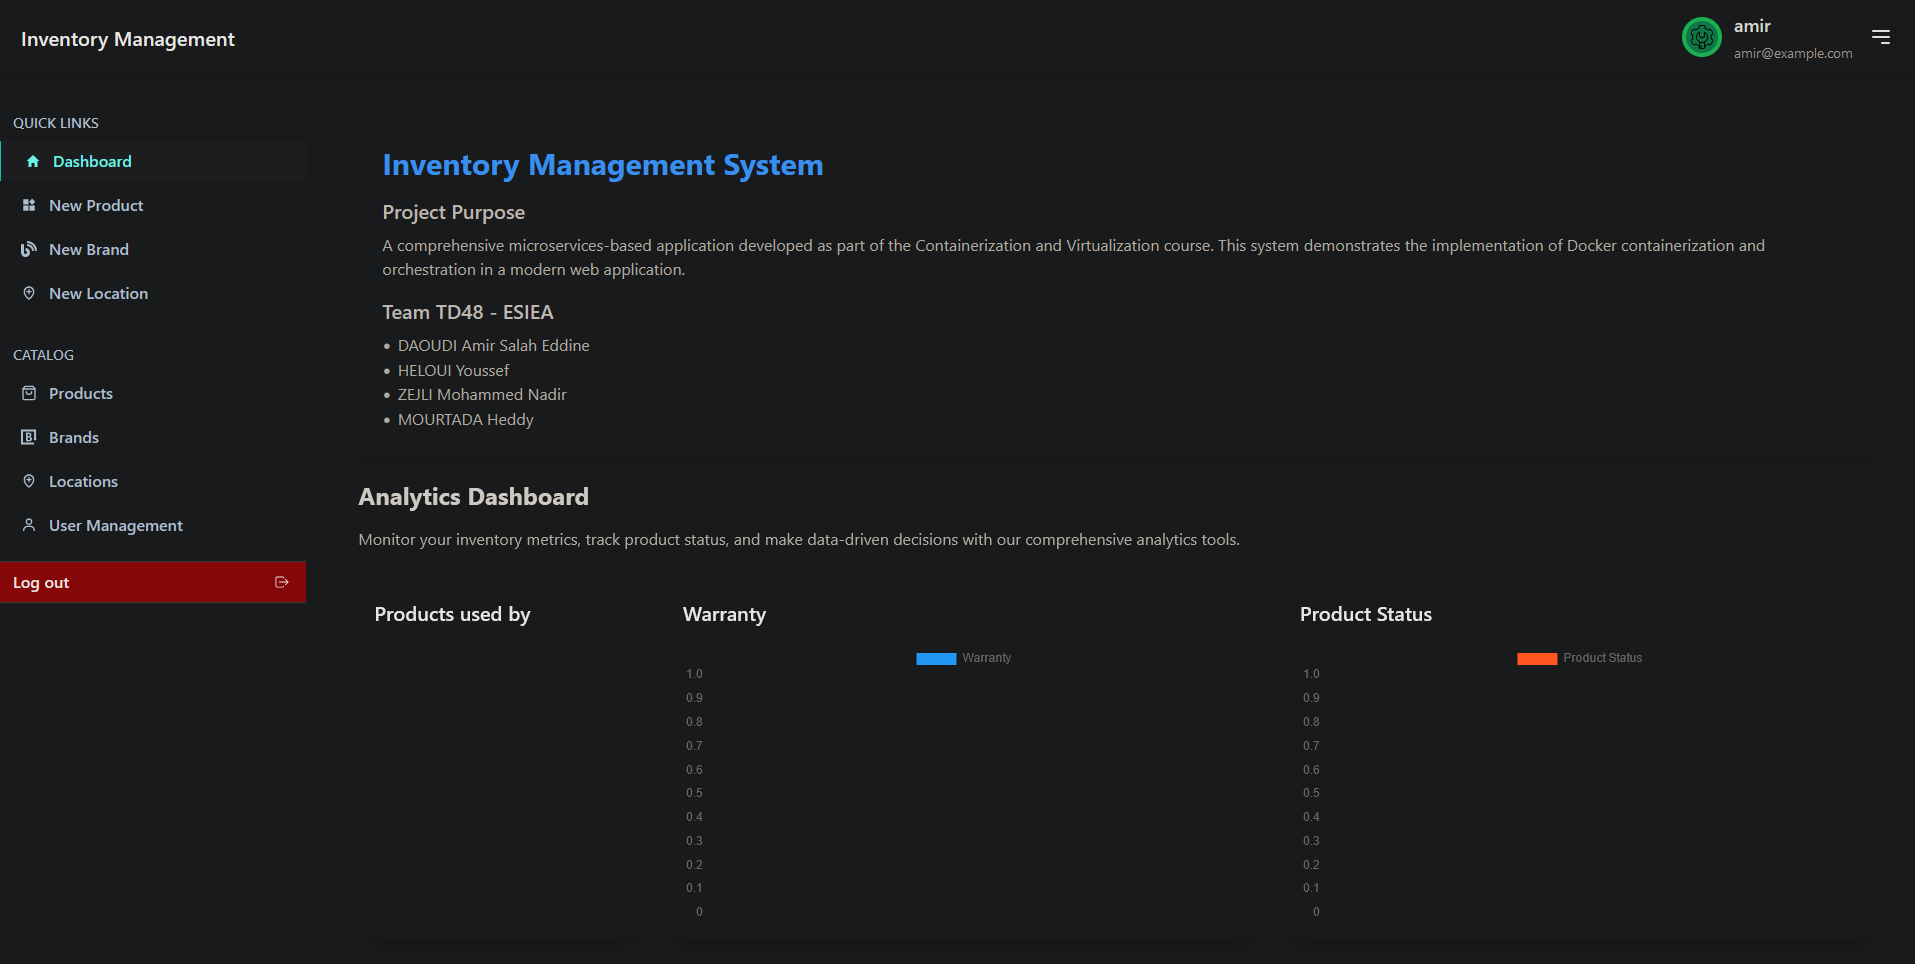 Inventory Management
amir
amir@example.com
QUICK LINKS
Dashboard
New Product
New Brand
New Location
CATALOG
Products
Brands
Locations
User Management
Log out
Inventory Management System
Project Purpose
A comprehensive microservices-based application developed as part of the Containerization and Virtualization course. This system demonstrates the implementation of Docker containerization and
orchestration in a modern web application.
Team TD48 - ESIEA
• DAOUDI Amir Salah Eddine
• HELOUI Youssef
• ZEJLI Mohammed Nadir
• MOURTADA Heddy
Analytics Dashboard
Monitor your inventory metrics, track product status, and make data-driven decisions with our comprehensive analytics tools.
Products used by
Warranty
Warranty
1.0
0.9
0.8
0.7
0.6
0.5
0.4
0.3
0.2
0.1
0
Product Status
Product Status
1.0
0.9
0.8
0.7
0.6
0.5
0.4
0.3
0.2
0.1
0